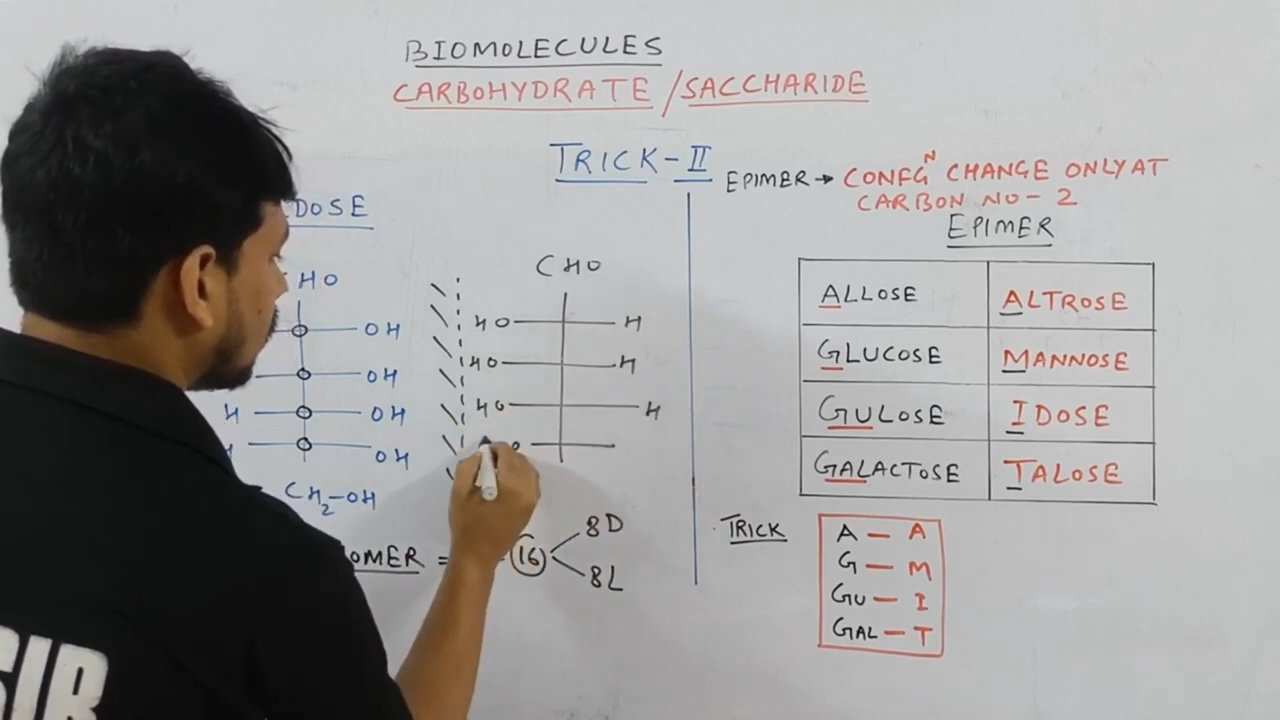 BIOMOLECULES
CARBOHYDRATE / SACCHARIDE
TRICK-II
EPIMER → CONFGᴺ CHANGE ONLY AT
CARBON NO-2
EPIMER
DOSE
HO
OH
OH
H OH
H OH
CH₂-OH
CHO
HO H
HO H
HO H
OMER = 16
8D
8L
ALLOSE ALTROSE
GLUCOSE MANNOSE
GULOSE IDOSE
GALACTOSE TALOSE
TRICK
A — A
G — M
GU — I
GAL — T
SIR